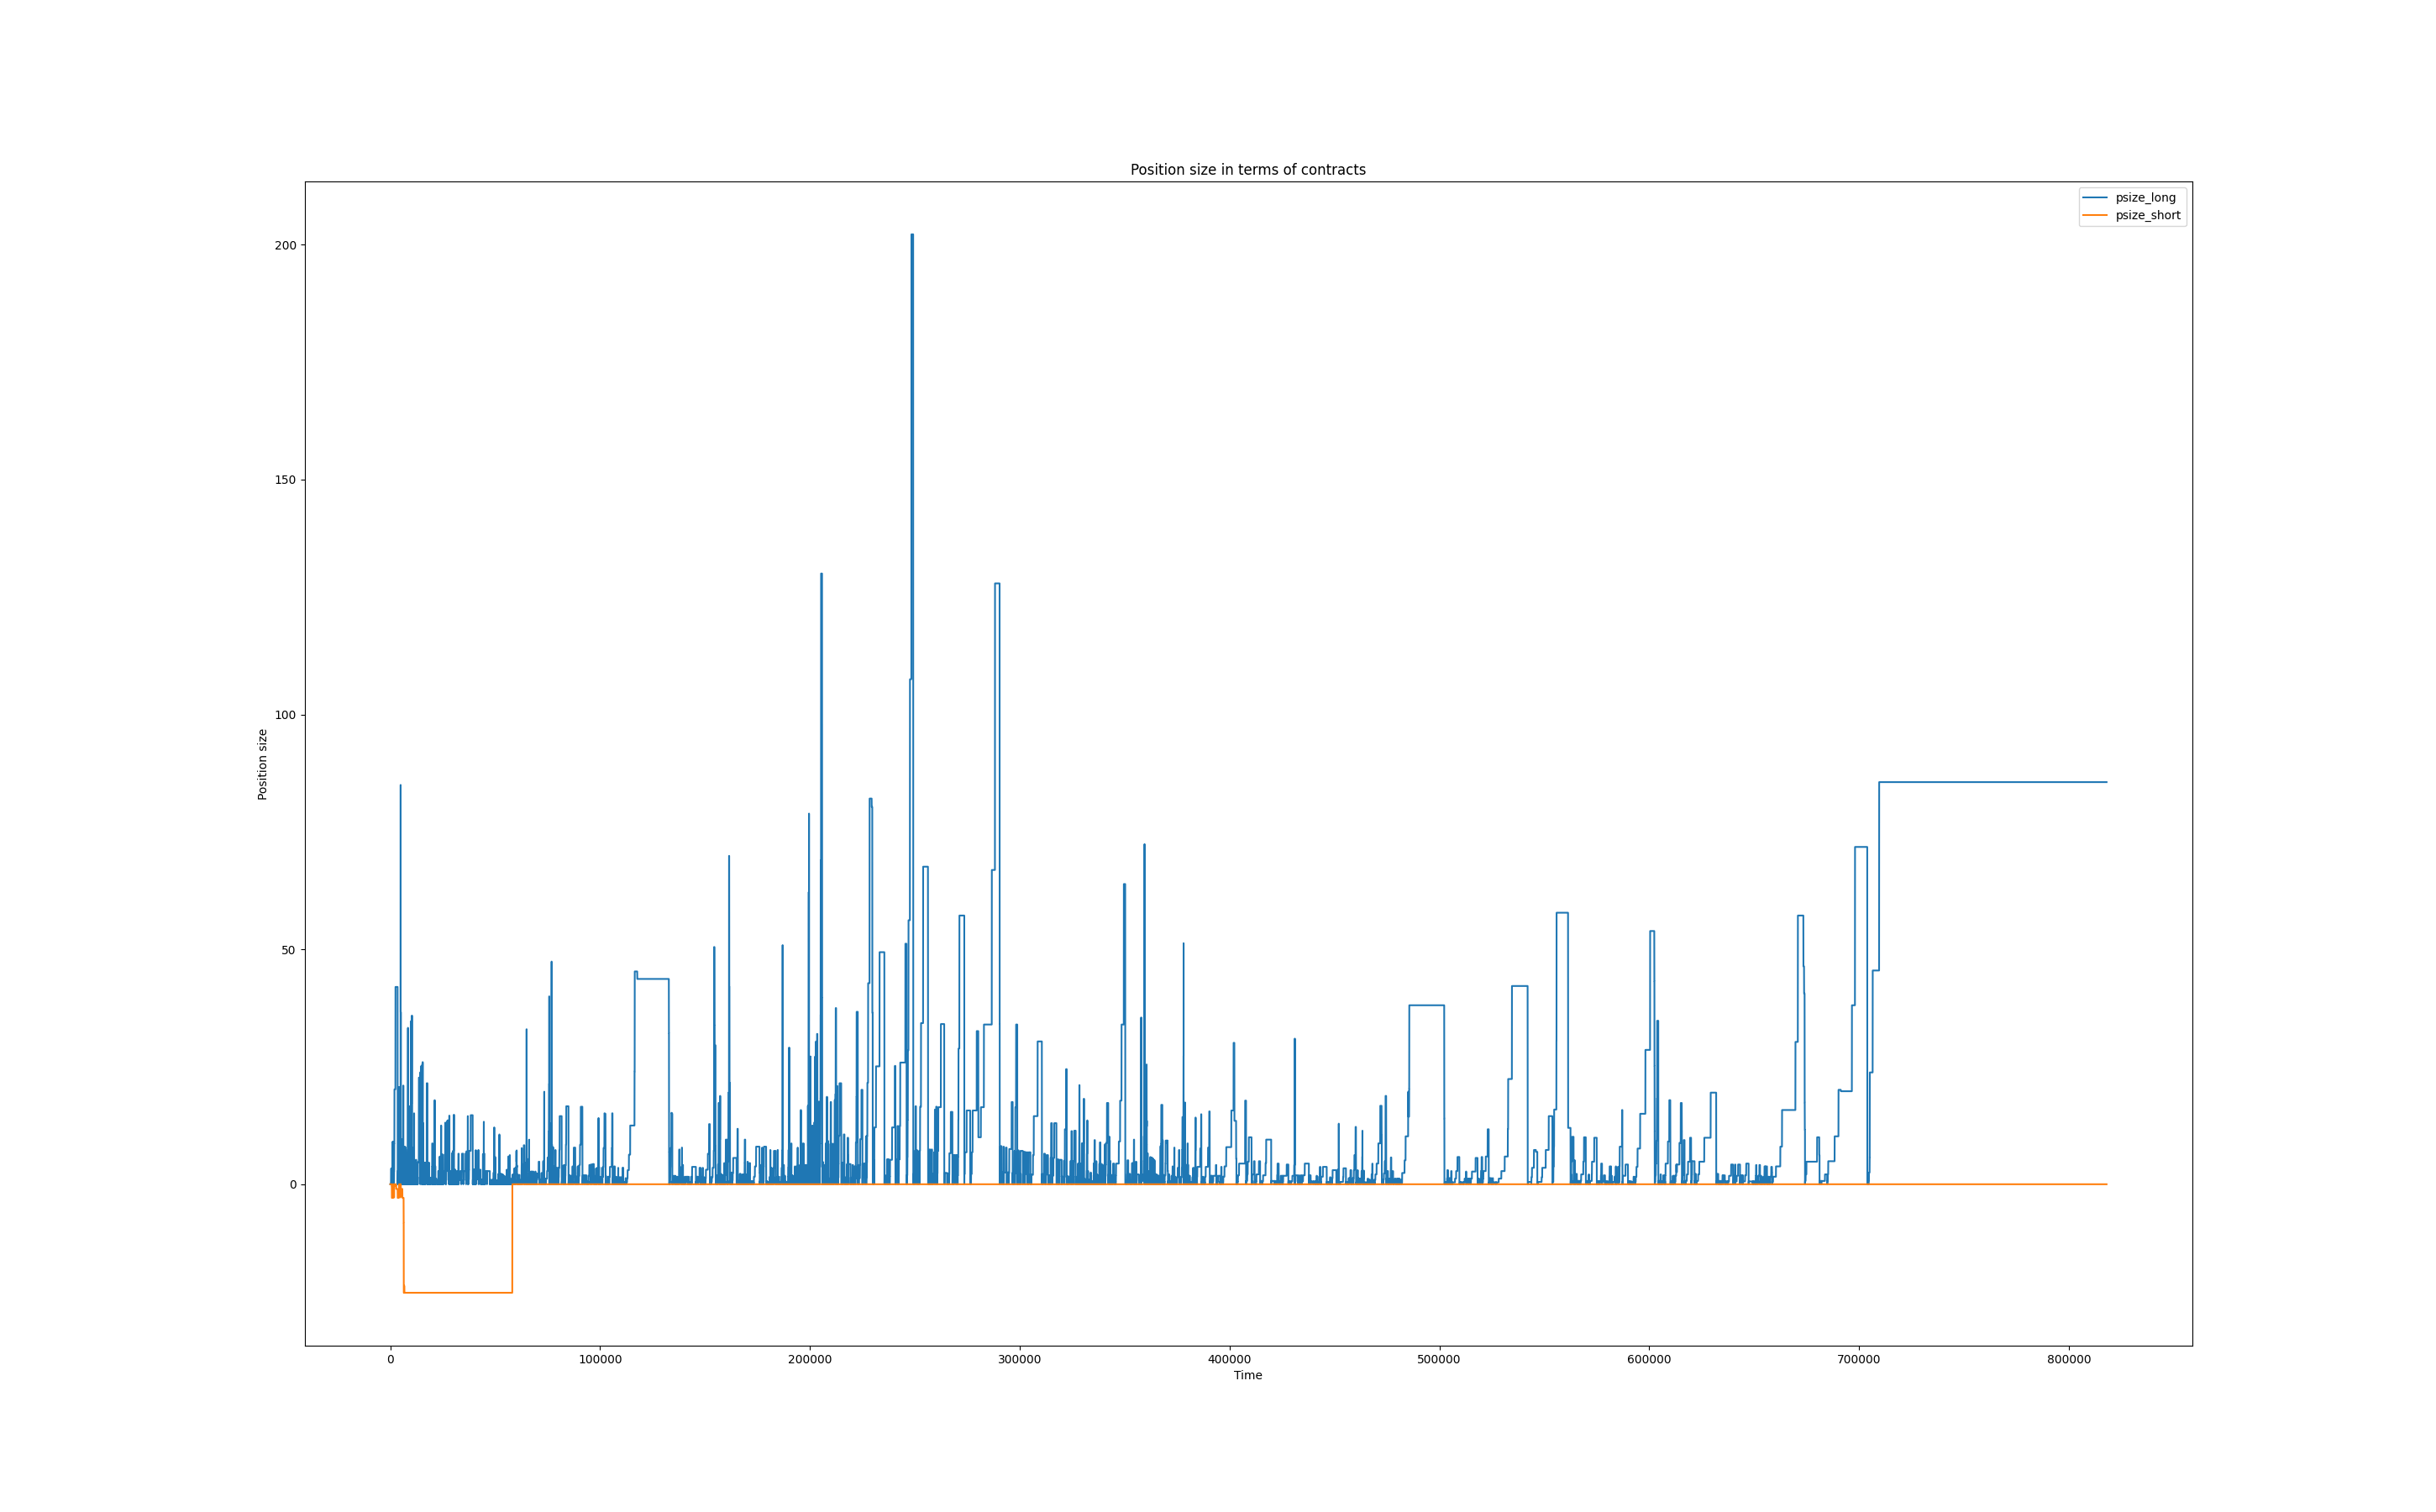 Position size in terms of contracts
psize_long
psize_short
Position size
200
150
100
50
0
0
100000
200000
300000
400000
500000
600000
700000
800000
Time